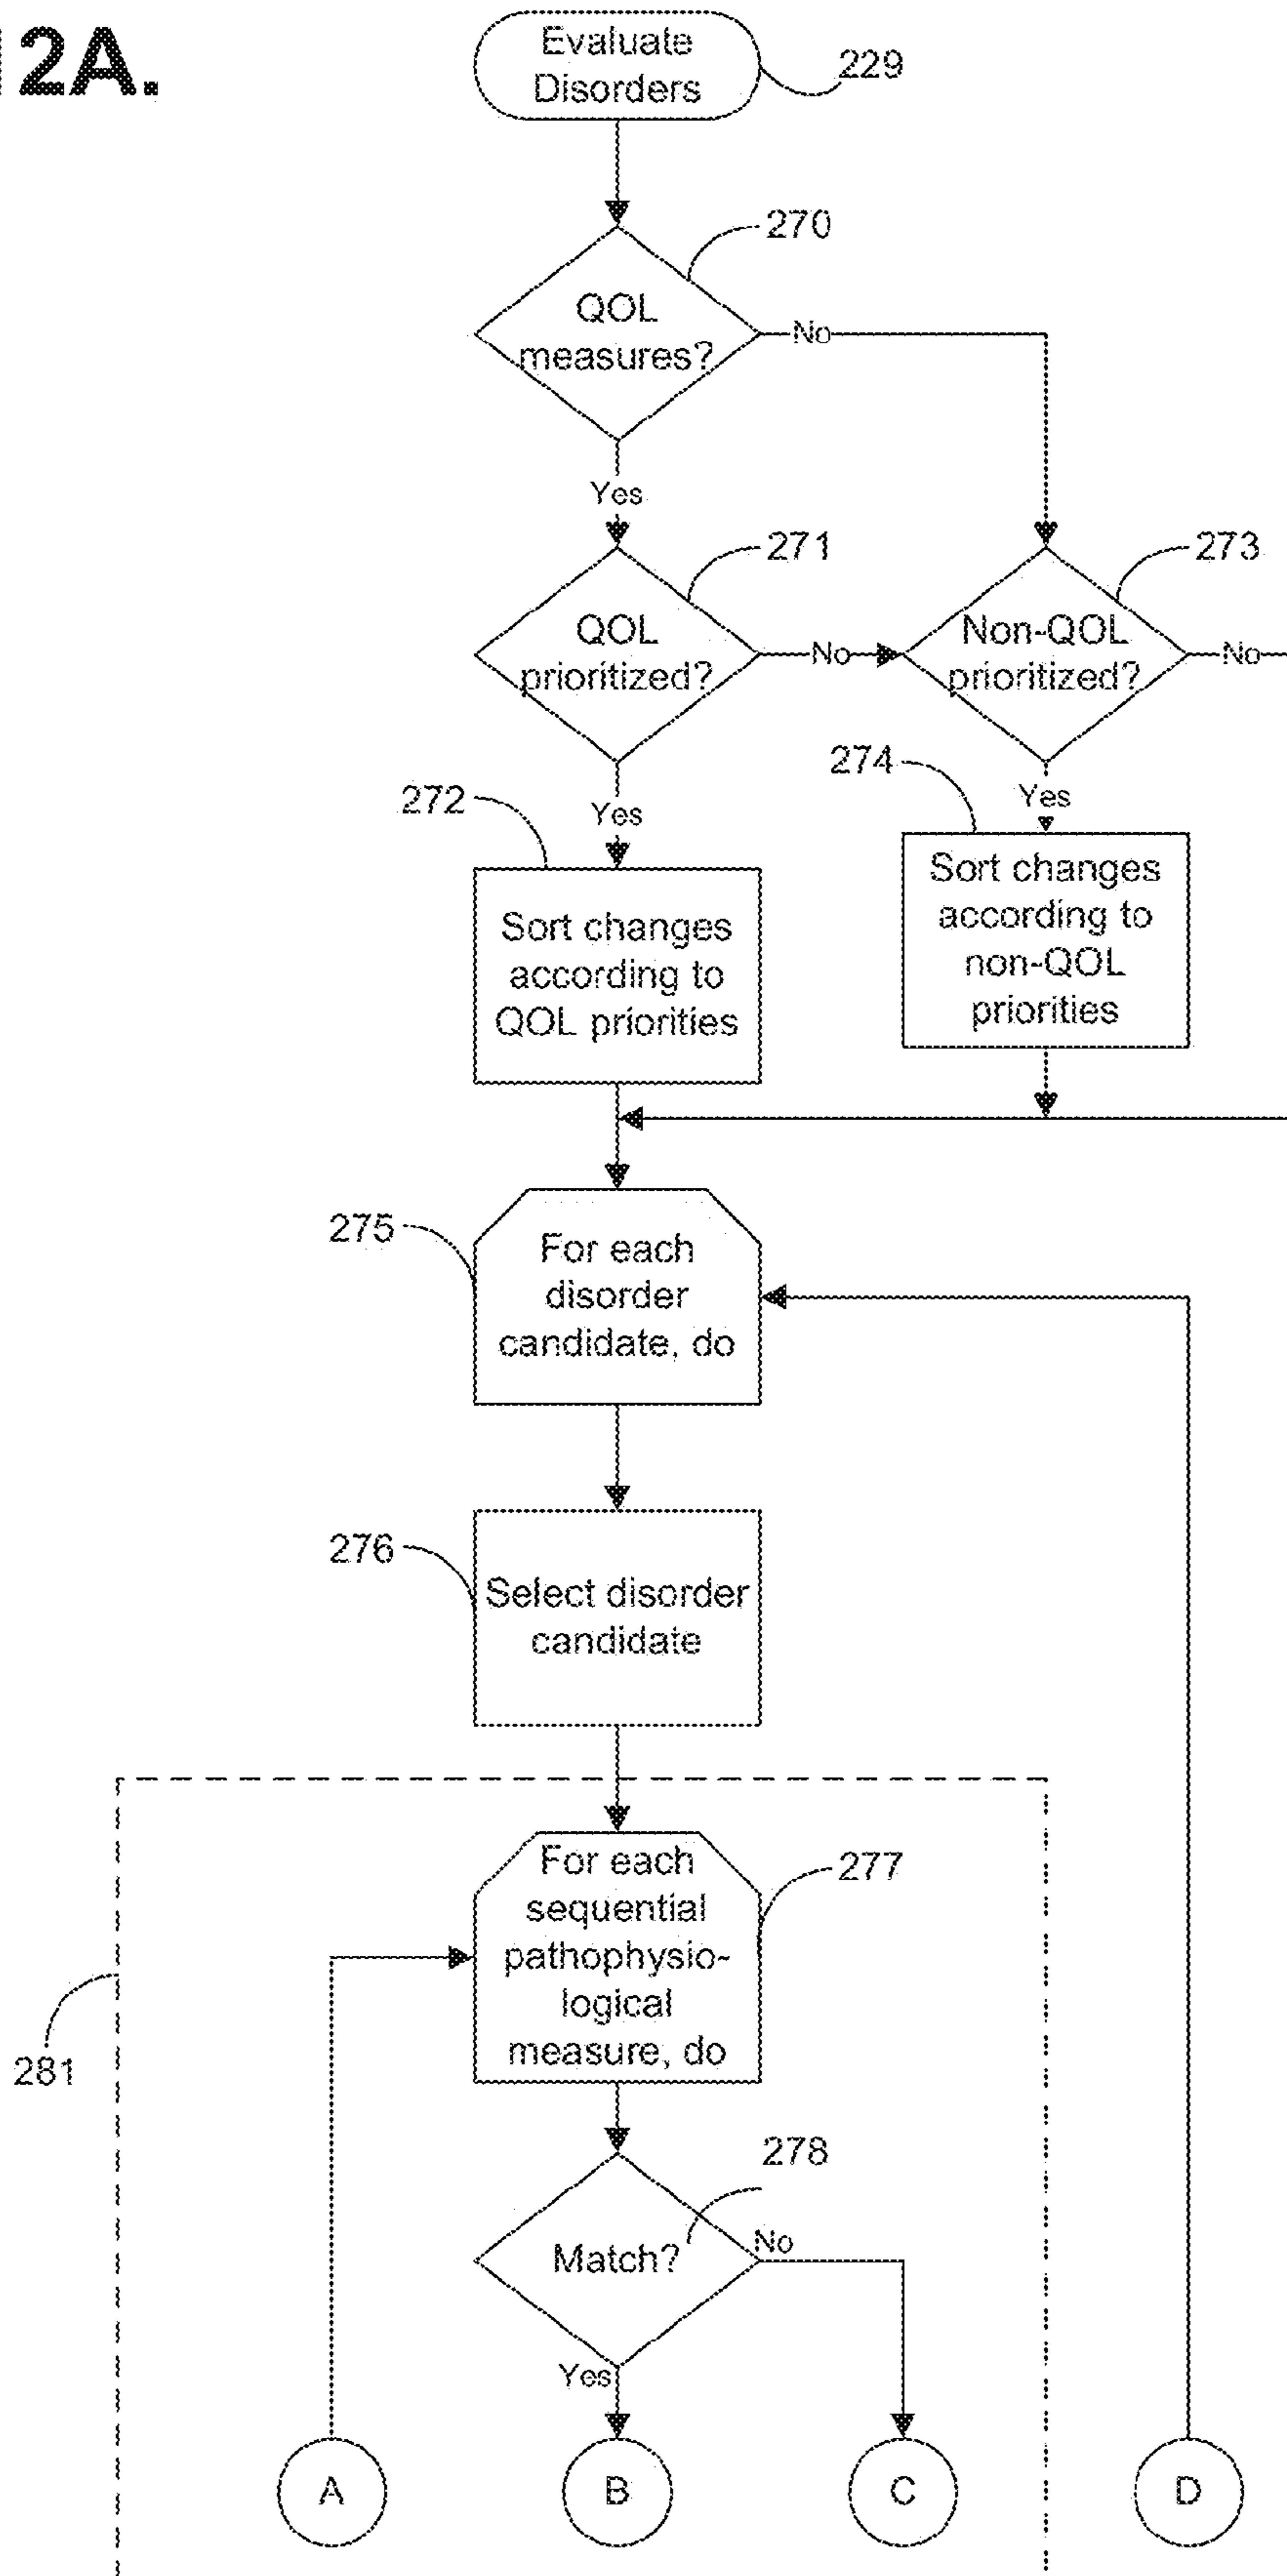 12A.
Evaluate
Disorders
229
270
QOL
measures?
No
Yes
271
273
QOL
prioritized?
No
Non-QOL
prioritized?
No
274
Yes
272
Yes
Sort changes
according to
QOL priorities
Sort changes
according to
non-QOL
priorities
275
For each
disorder
candidate, do
276
Select disorder
candidate
277
For each
sequential
pathophysio-
logical
measure, do
281
278
Match?
No
Yes
A
B
C
D